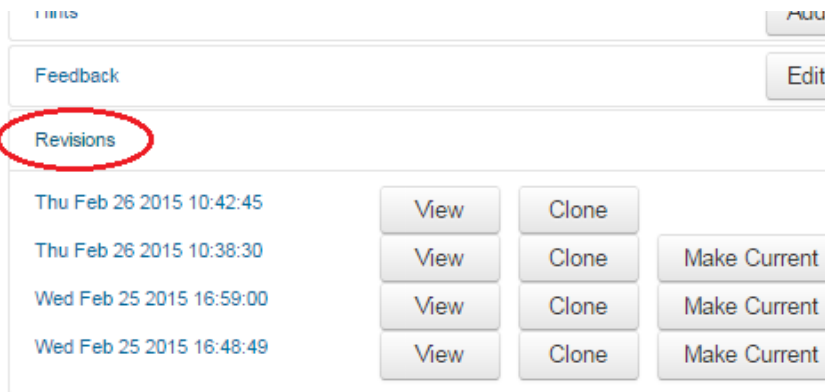 Hints Add
Feedback Edit
Revisions
Thu Feb 26 2015 10:42:45 View Clone
Thu Feb 26 2015 10:38:30 View Clone Make Current
Wed Feb 25 2015 16:59:00 View Clone Make Current
Wed Feb 25 2015 16:48:49 View Clone Make Current